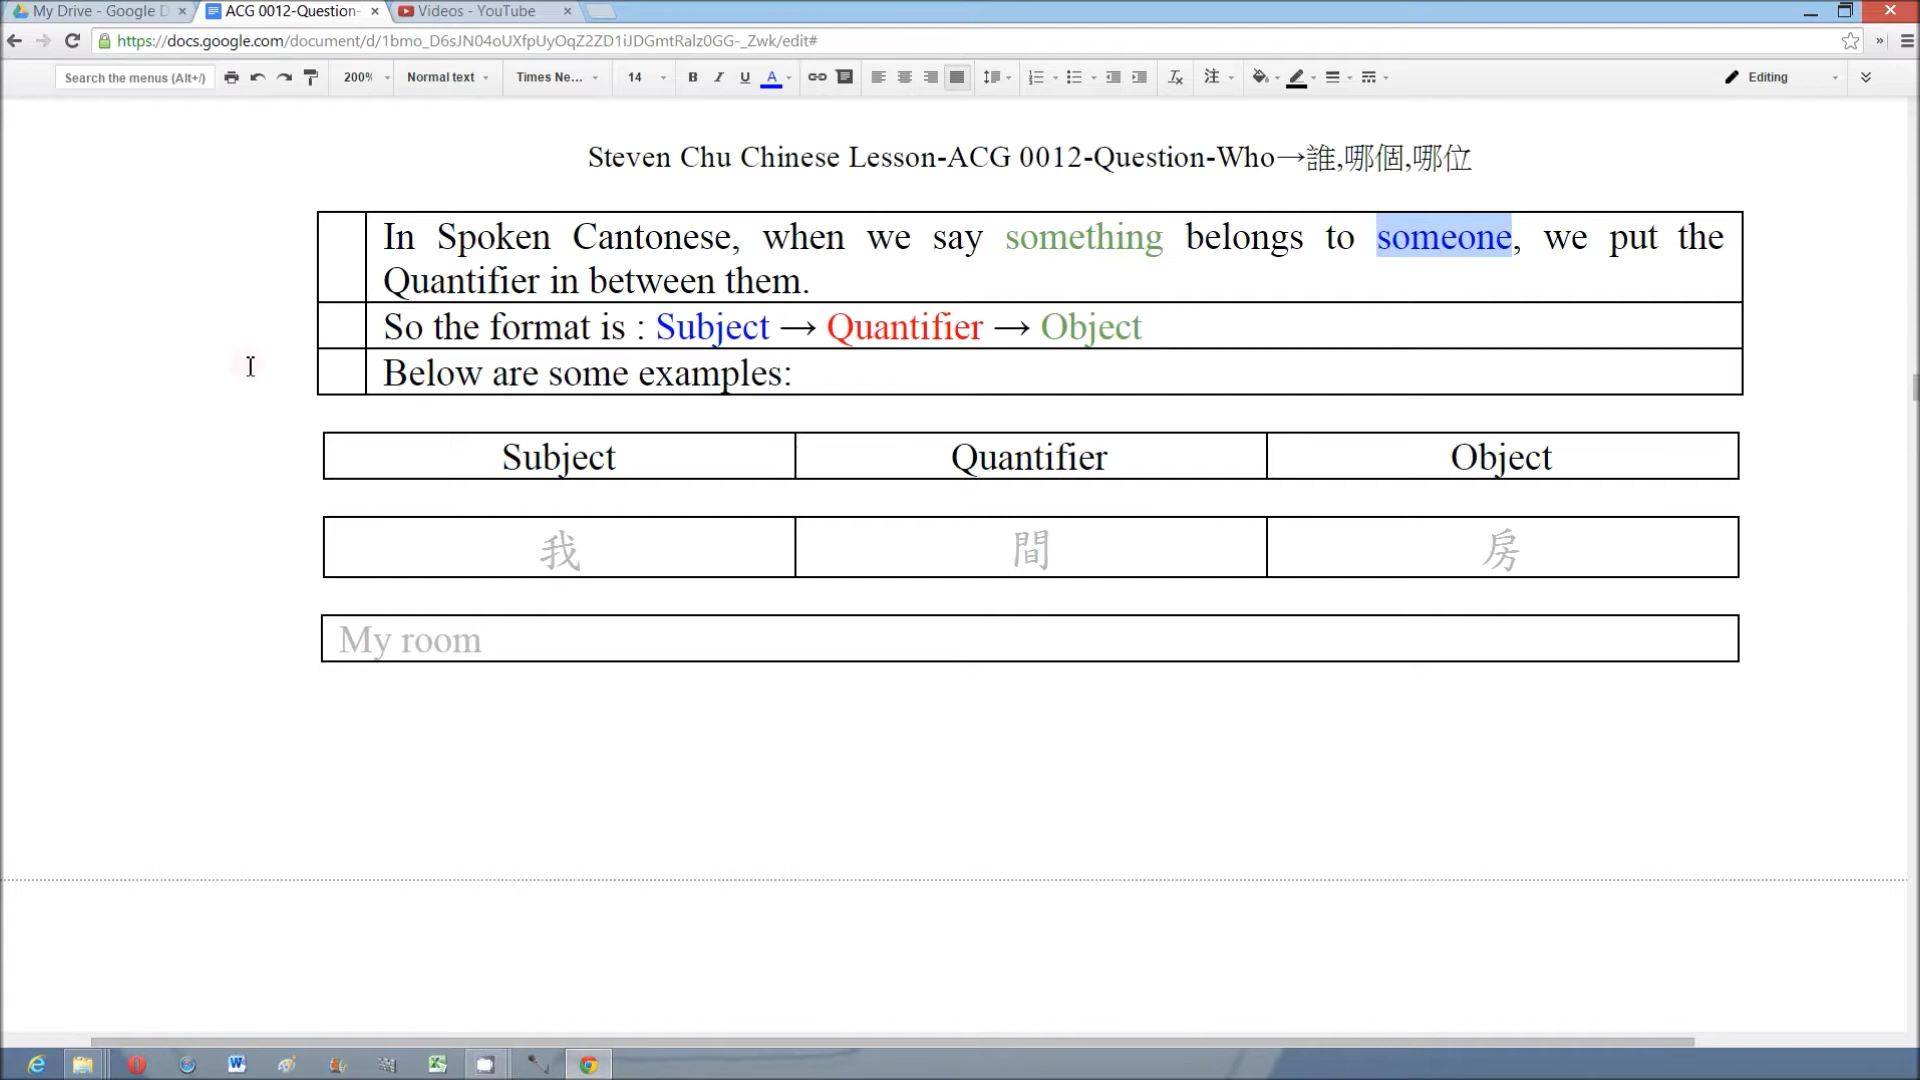 My Drive - Google D
ACG 0012-Question-
Videos - YouTube
https://docs.google.com/document/d/1bmo_D6sJN04oUXfpUyOqZ2ZD1iJDGmtRalz0GG-_Zwk/edit#
Search the menus (Alt+/)
200%
Normal text
Times Ne...
14
B
I
U
A
注
Editing
Steven Chu Chinese Lesson-ACG 0012-Question-Who→誰,哪個,哪位
In Spoken Cantonese, when we say something belongs to someone, we put the
Quantifier in between them.
So the format is : Subject → Quantifier → Object
Below are some examples:
Subject
Quantifier
Object
我
間
房
My room